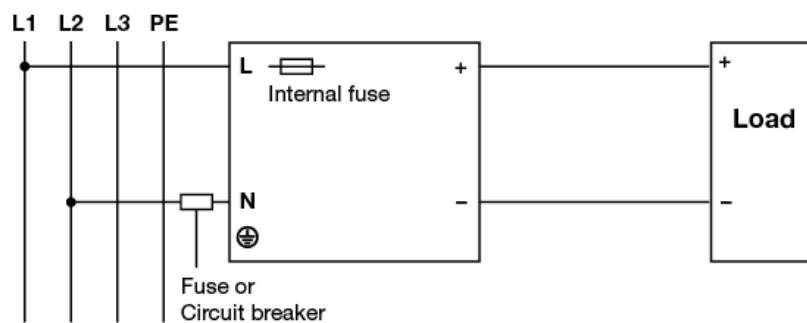 L1 L2 L3 PE
L +
Internal fuse
N −
Fuse or
Circuit breaker
+
Load
−